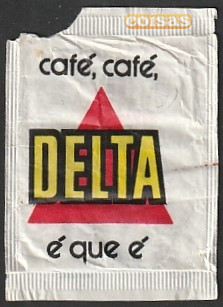 coisas
café, café,
DELTA
é que é